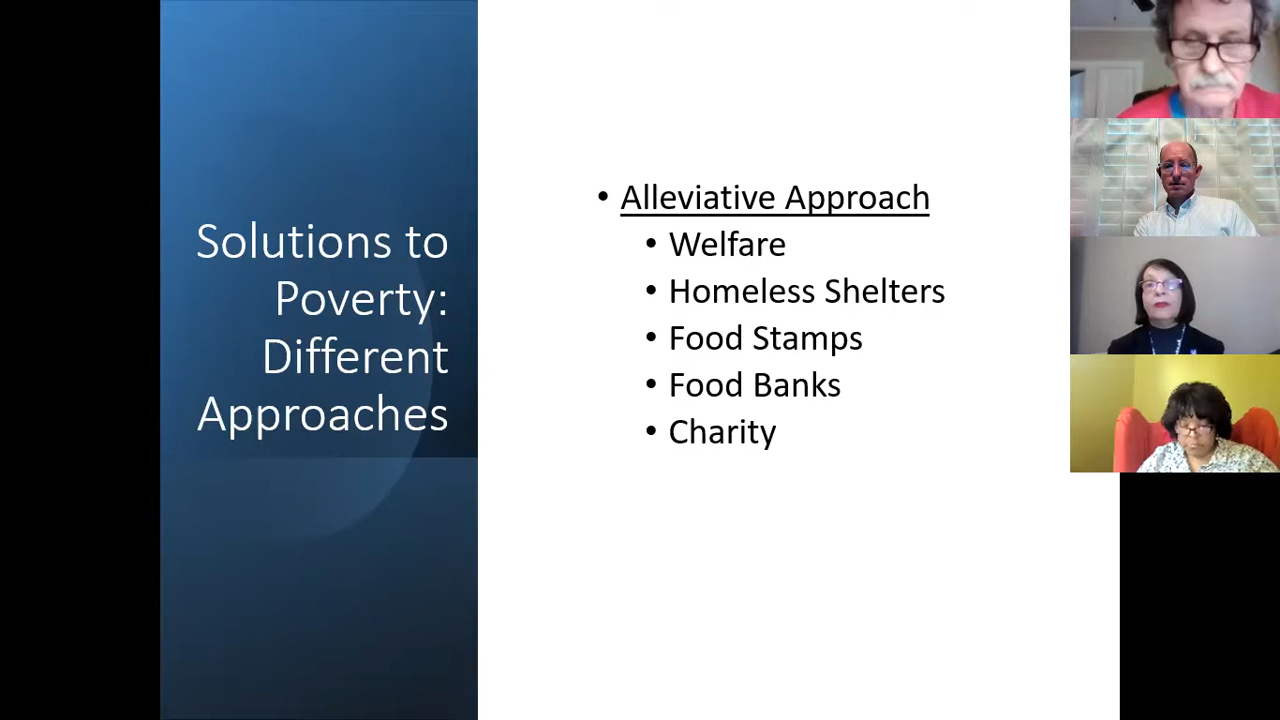 Solutions to
Poverty:
Different
Approaches
• Alleviative Approach
• Welfare
• Homeless Shelters
• Food Stamps
• Food Banks
• Charity